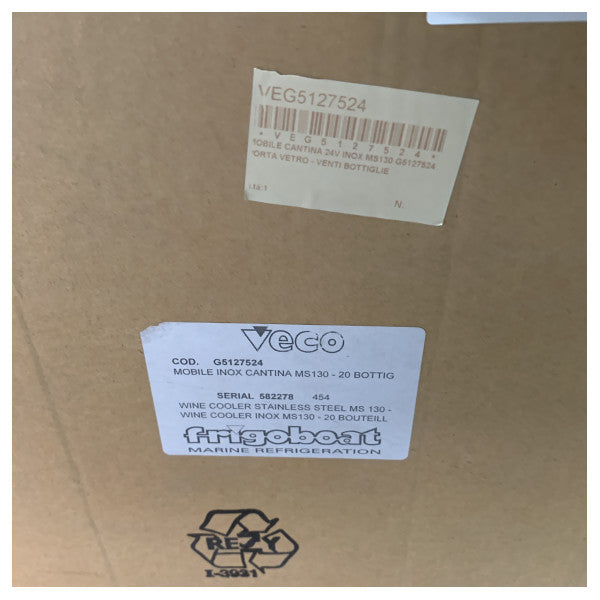 VEG5127524
* V E G 5 1 2 7 5 2 4 *
MOBILE CANTINA 24V INOX MS130 G5127524
PORTA VETRO - VENTI BOTTIGLIE
N.
Veco
COD. G5127524
MOBILE INOX CANTINA MS130 - 20 BOTTIG
SERIAL 582278 454
WINE COOLER STAINLESS STEEL MS 130 -
WINE COOLER INOX MS130 - 20 BOUTEILL
frigoboat
MARINE REFRIGERATION
REZY
I-3931